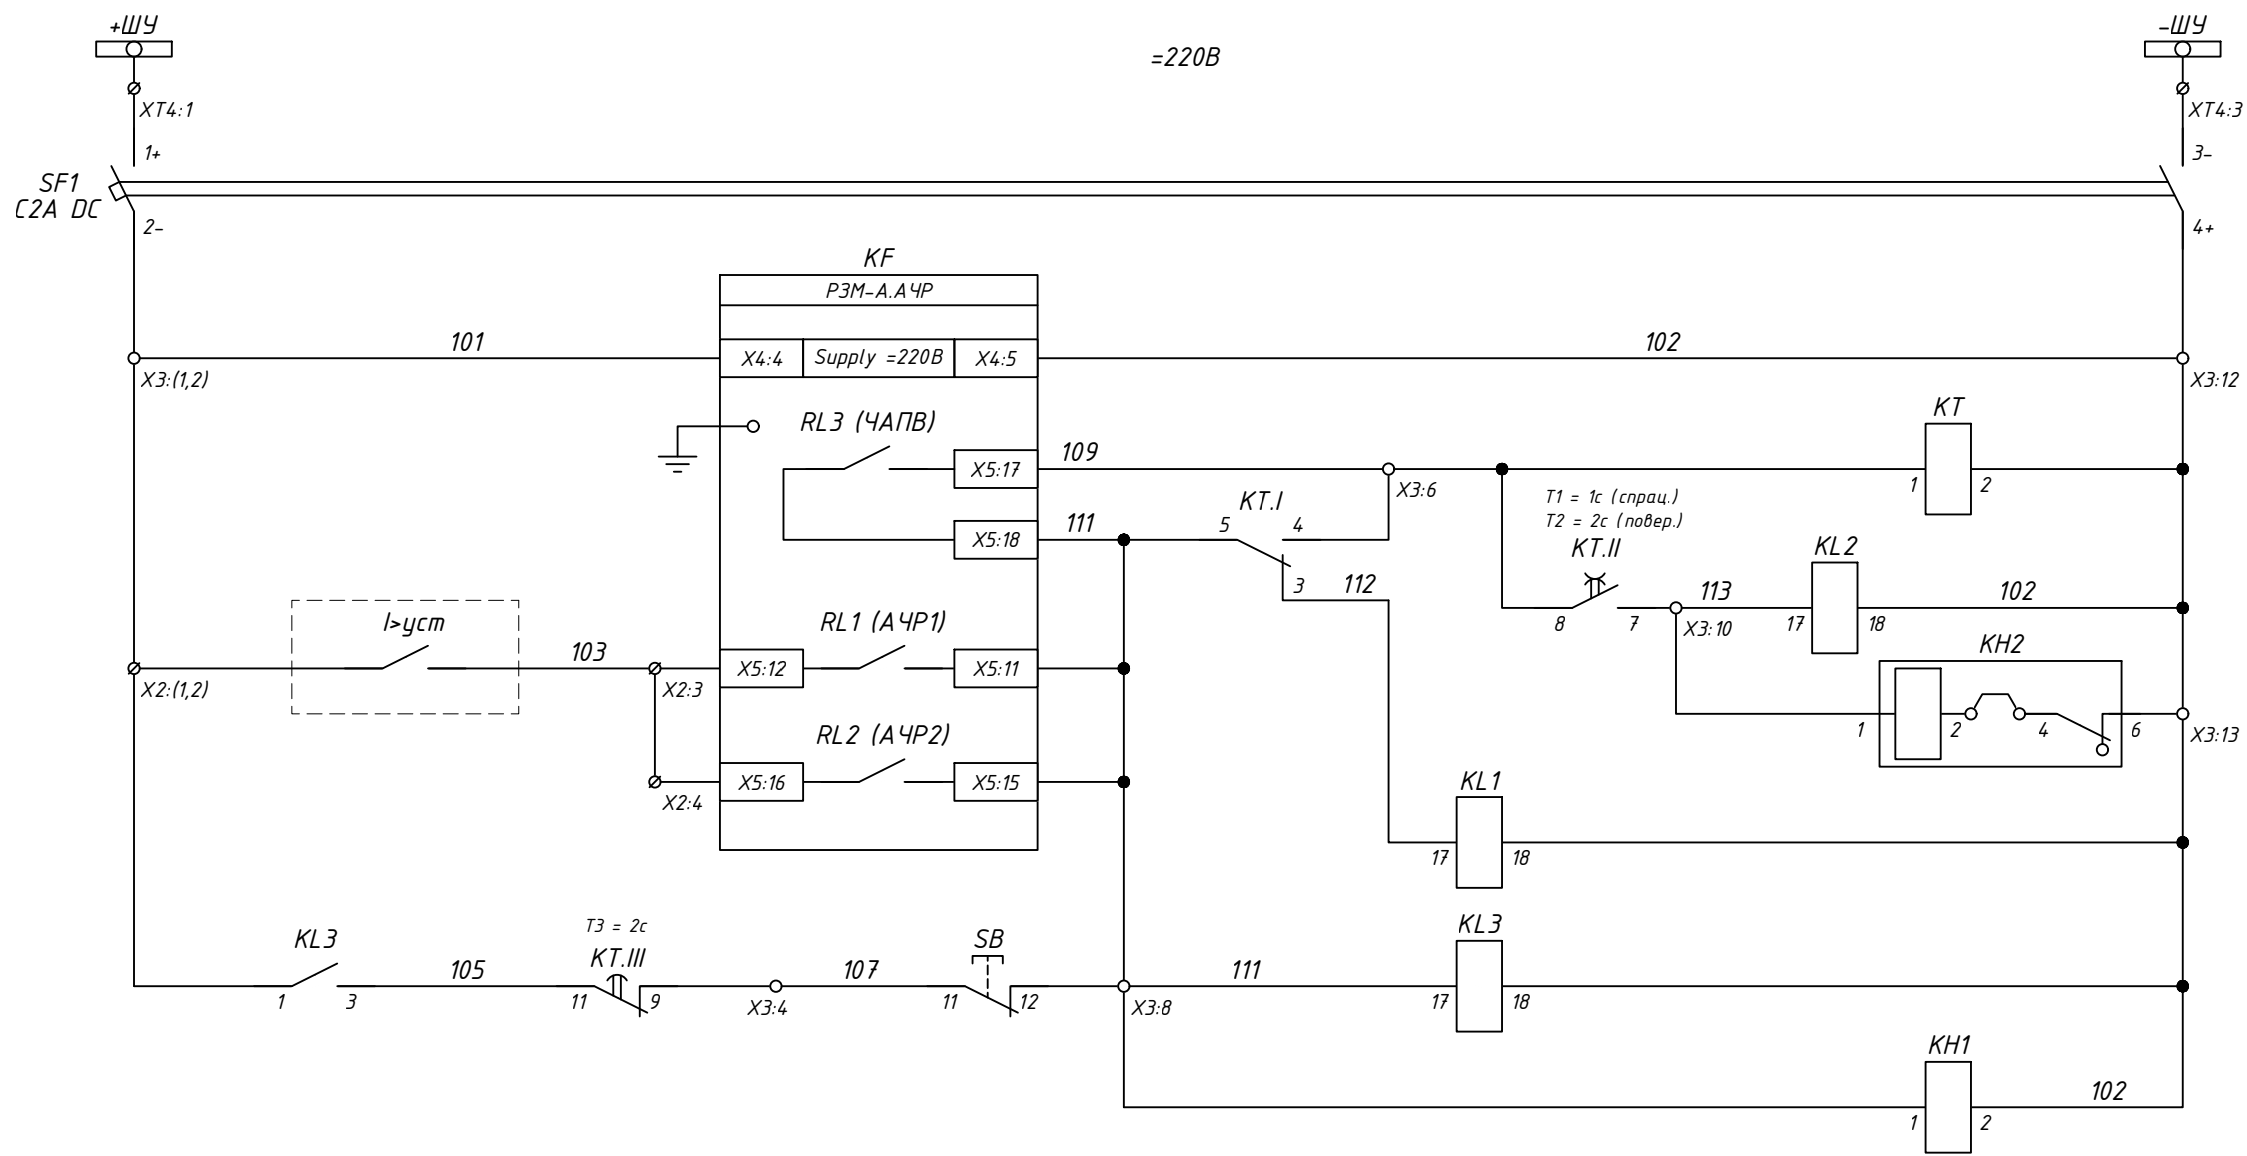 +ШУ
=220В
-ШУ
XT4:1
XT4:3
1+
3-
SF1
C2A DC
2-
4+
KF
РЗМ-А.АЧР
101
X4:4
Supply =220В
X4:5
102
X3:(1,2)
X3:12
KT
RL3 (ЧАПВ)
X5:17
109
X3:6
1
2
T1 = 1с (спрац.)
T2 = 2с (повер.)
KT.I
5
4
X5:18
111
KT.II
KL2
3
112
113
102
8
7
X3:10
17
18
I>уст
103
RL1 (АЧР1)
KH2
X2:(1,2)
X2:3
X5:12
X5:11
1
2
4
6
X3:13
RL2 (АЧР2)
X2:4
X5:16
X5:15
KL1
17
18
T3 = 2с
KL3
KT.III
SB
KL3
105
107
111
1
3
11
9
X3:4
11
12
X3:8
17
18
KH1
102
1
2